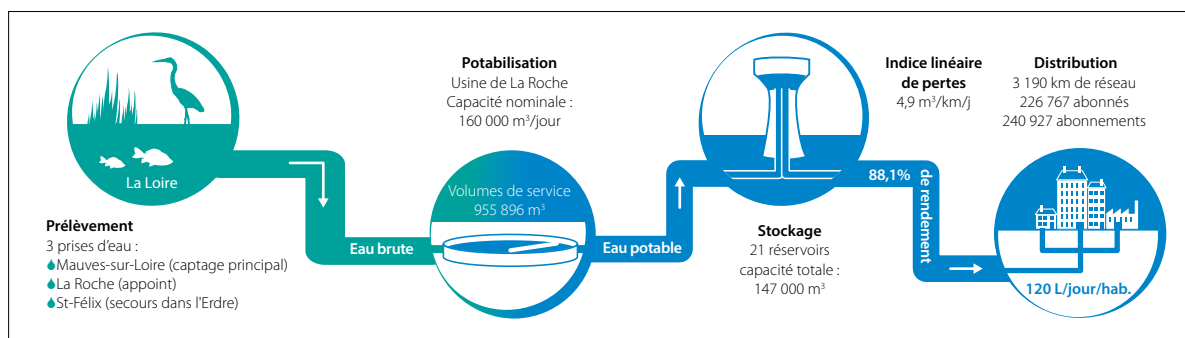 La Loire
Prélèvement
3 prises d'eau :
Mauves-sur-Loire (captage principal)
La Roche (appoint)
St-Félix (secours dans l'Erdre)
Eau brute
Potabilisation
Usine de La Roche
Capacité nominale :
160 000 m³/jour
Volumes de service
955 896 m³
Eau potable
Stockage
21 réservoirs
capacité totale :
147 000 m³
Indice linéaire
de pertes
4,9 m³/km/j
88,1%
de rendement
Distribution
3 190 km de réseau
226 767 abonnés
240 927 abonnements
120 L/jour/hab.